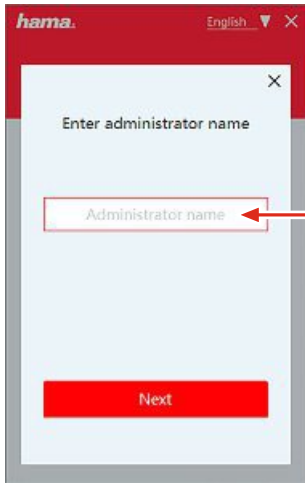 hama.
English
Enter administrator name
Administrator name
Next